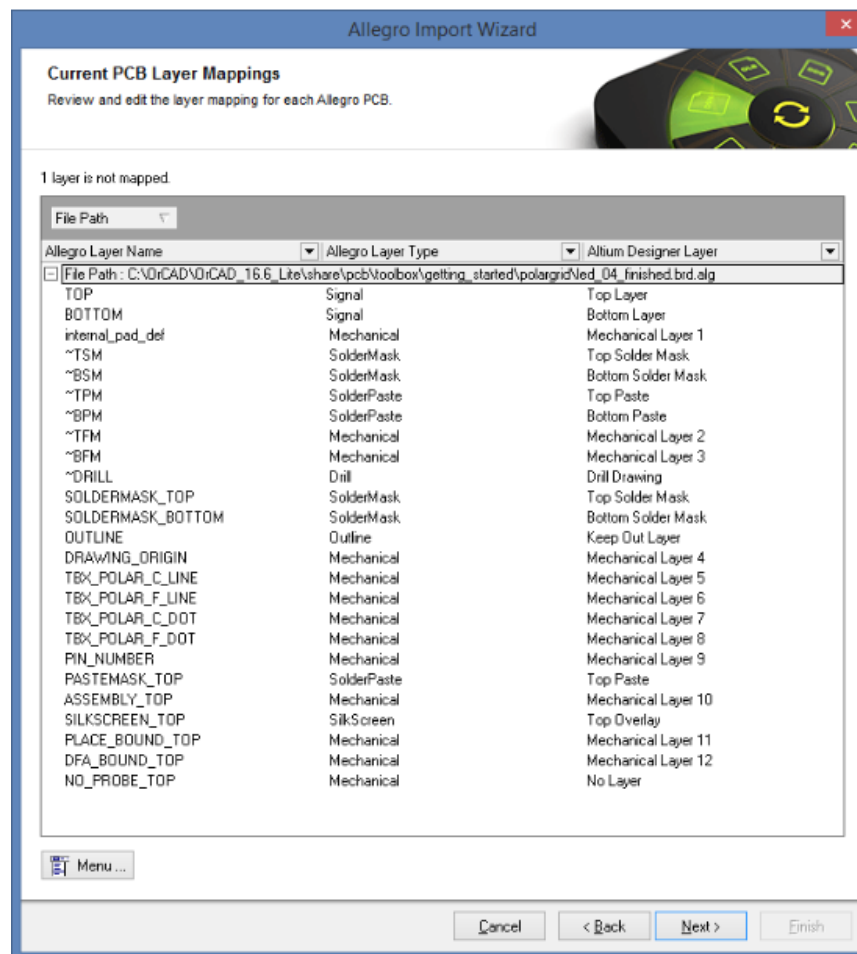 Allegro Import Wizard
Current PCB Layer Mappings
Review and edit the layer mapping for each Allegro PCB.
1 layer is not mapped.
File Path
Allegro Layer Name Allegro Layer Type Altium Designer Layer
File Path : C:\OrCAD\OrCAD_16.6_Lite\share\pcb\toolbox\getting_started\polargrid\led_04_finished.brd.alg
TOP Signal Top Layer
BOTTOM Signal Bottom Layer
internal_pad_def Mechanical Mechanical Layer 1
~TSM SolderMask Top Solder Mask
~BSM SolderMask Bottom Solder Mask
~TPM SolderPaste Top Paste
~BPM SolderPaste Bottom Paste
~TFM Mechanical Mechanical Layer 2
~BFM Mechanical Mechanical Layer 3
~DRILL Drill Drill Drawing
SOLDERMASK_TOP SolderMask Top Solder Mask
SOLDERMASK_BOTTOM SolderMask Bottom Solder Mask
OUTLINE Outline Keep Out Layer
DRAWING_ORIGIN Mechanical Mechanical Layer 4
TBX_POLAR_C_LINE Mechanical Mechanical Layer 5
TBX_POLAR_F_LINE Mechanical Mechanical Layer 6
TBX_POLAR_C_DOT Mechanical Mechanical Layer 7
TBX_POLAR_F_DOT Mechanical Mechanical Layer 8
PIN_NUMBER Mechanical Mechanical Layer 9
PASTEMASK_TOP SolderPaste Top Paste
ASSEMBLY_TOP Mechanical Mechanical Layer 10
SILKSCREEN_TOP SilkScreen Top Overlay
PLACE_BOUND_TOP Mechanical Mechanical Layer 11
DFA_BOUND_TOP Mechanical Mechanical Layer 12
NO_PROBE_TOP Mechanical No Layer
Menu ...
Cancel < Back Next > Finish